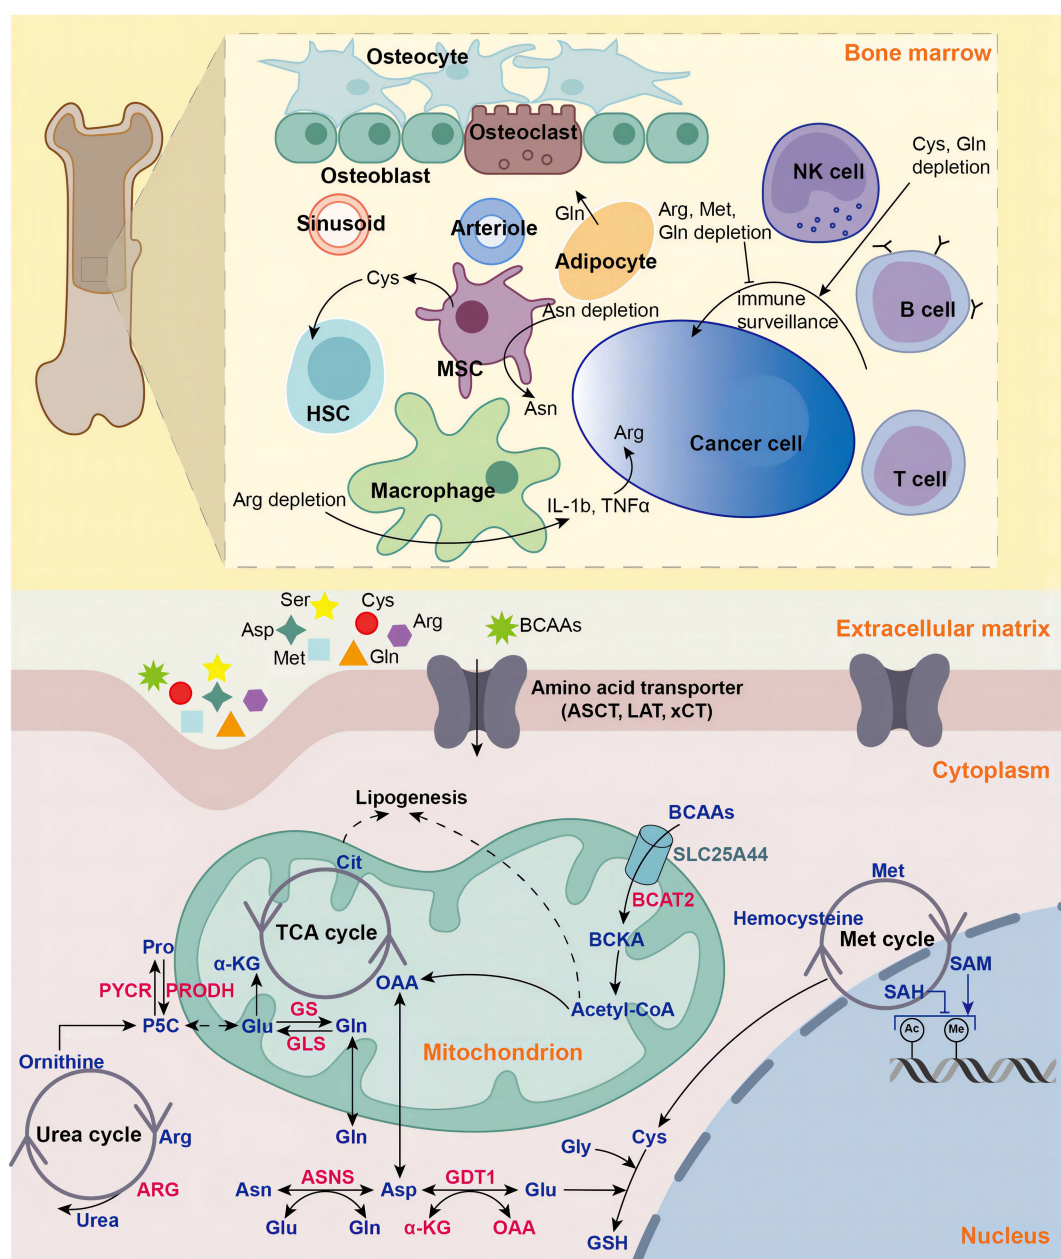 Bone marrow
Osteocyte
Osteoclast
Osteoblast
NK cell
Cys, Gln
depletion
Sinusoid
Arteriole
Gln
Adipocyte
Arg, Met,
Gln depletion
Cys
Asn depletion
immune
surveillance
B cell
MSC
HSC
Asn
Arg
Cancer cell
T cell
Macrophage
Arg depletion
IL-1b, TNFα
Ser
Cys
Asp
Arg
Met
Gln
BCAAs
Extracellular matrix
Amino acid transporter
(ASCT, LAT, xCT)
Cytoplasm
Lipogenesis
BCAAs
SLC25A44
Cit
BCAT2
Met
Hemocysteine
TCA cycle
BCKA
Met cycle
Pro
α-KG
OAA
SAM
PYCR
PRODH
SAH
GS
Acetyl-CoA
P5C
Glu
Gln
GLS
Ac
Me
Mitochondrion
Ornithine
Urea cycle
Arg
Gln
Gly
Cys
ARG
Urea
ASNS
GDT1
Asn
Asp
Glu
Glu
Gln
α-KG
OAA
GSH
Nucleus